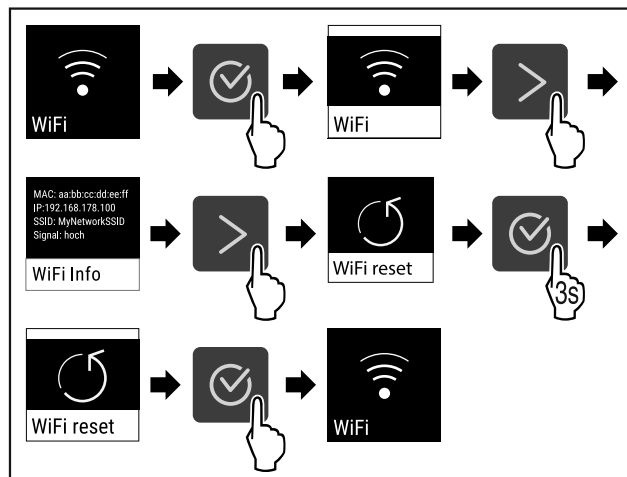 WiFi
WiFi
MAC: aa:bb:cc:dd:ee:ff
IP:192.168.178.100
SSID: MyNetworkSSID
Signal: hoch
WiFi Info
WiFi reset
3s
WiFi reset
WiFi